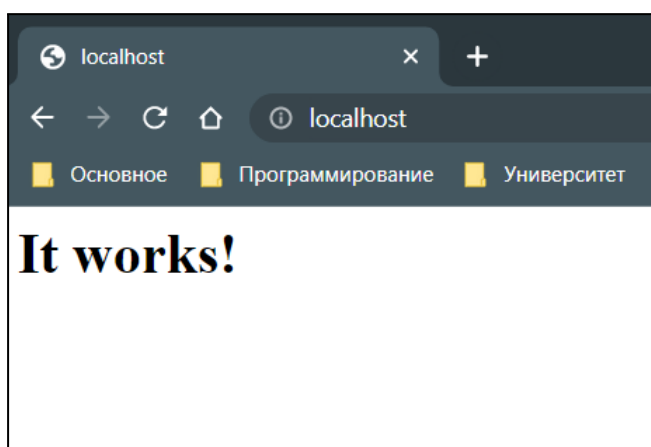 localhost
localhost
Основное Программирование Университет
It works!